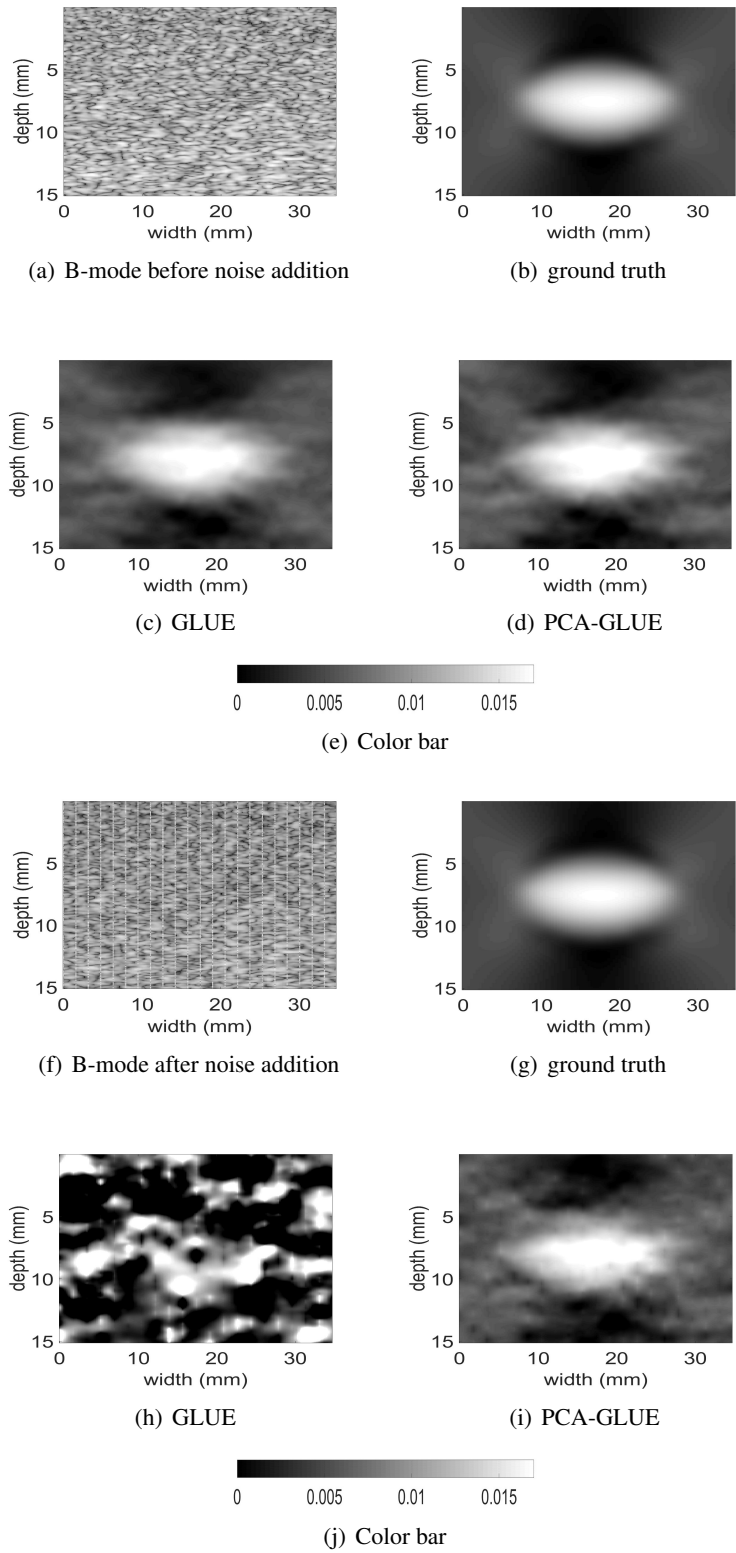 depth (mm)
5
10
15
0 10 20 30
width (mm)
(a) B-mode before noise addition
depth (mm)
5
10
15
0 10 20 30
width (mm)
(b) ground truth
depth (mm)
5
10
15
0 10 20 30
width (mm)
(c) GLUE
depth (mm)
5
10
15
0 10 20 30
width (mm)
(d) PCA-GLUE
0 0.005 0.01 0.015
(e) Color bar
depth (mm)
5
10
15
0 10 20 30
width (mm)
(f) B-mode after noise addition
depth (mm)
5
10
15
0 10 20 30
width (mm)
(g) ground truth
depth (mm)
5
10
15
0 10 20 30
width (mm)
(h) GLUE
depth (mm)
5
10
15
0 10 20 30
width (mm)
(i) PCA-GLUE
0 0.005 0.01 0.015
(j) Color bar